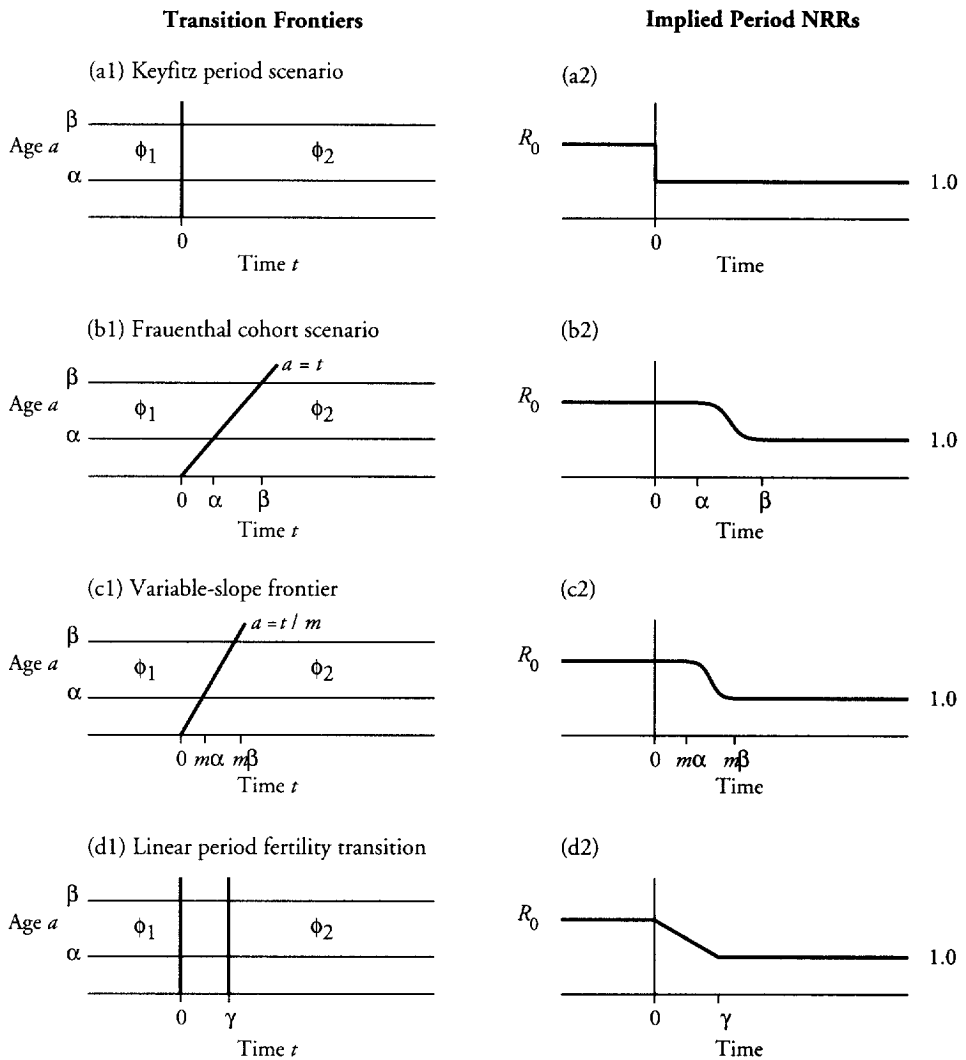 Transition Frontiers
Implied Period NRRs
(a1) Keyfitz period scenario
(a2)
β
Age a
ϕ1
ϕ2
α
0
Time t
R0
1.0
0
Time
(b1) Frauenthal cohort scenario
(b2)
a = t
β
Age a
ϕ1
ϕ2
α
0 α β
Time t
R0
1.0
0 α β
Time
(c1) Variable-slope frontier
(c2)
a = t / m
β
Age a
ϕ1
ϕ2
α
0 mα mβ
Time t
R0
1.0
0 mα mβ
Time
(d1) Linear period fertility transition
(d2)
β
Age a
ϕ1
ϕ2
α
0 γ
Time t
R0
1.0
0 γ
Time